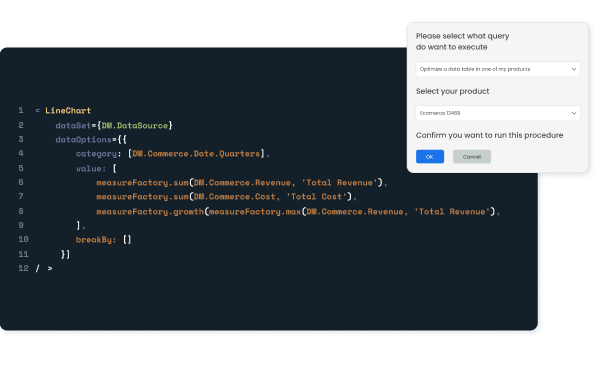 Please select what query
do want to execute
Optimize a data table in one of my products
Select your product
Ecomerce 13469
Confirm you want to run this procedure
OK
Cancel
1 < LineChart
2 dataSet={DM.DataSource}
3 dataOptions={{
4 category: [DM.Commerce.Date.Quarters],
5 value: [
6 measureFactory.sum(DM.Commerce.Revenue, 'Total Revenue'),
7 measureFactory.sum(DM.Commerce.Cost, 'Total Cost'),
8 measureFactory.growth(measureFactory.max(DM.Commerce.Revenue, 'Total Revenue'),
9 ],
10 breakBy: []
11 }]
12 / >